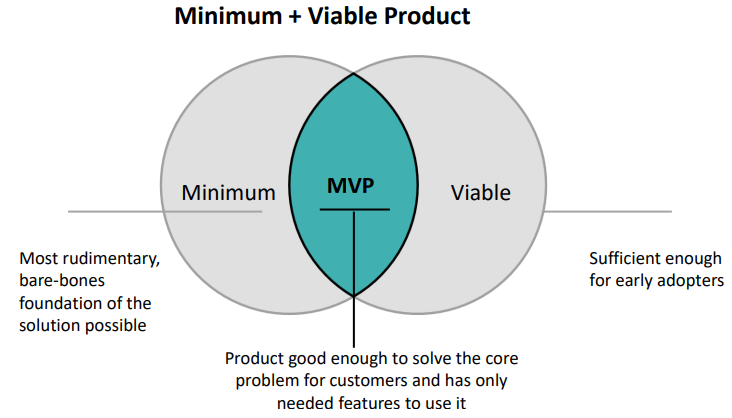 Minimum + Viable Product
Minimum
MVP
Viable
Most rudimentary,
bare-bones
foundation of the
solution possible
Sufficient enough
for early adopters
Product good enough to solve the core
problem for customers and has only
needed features to use it